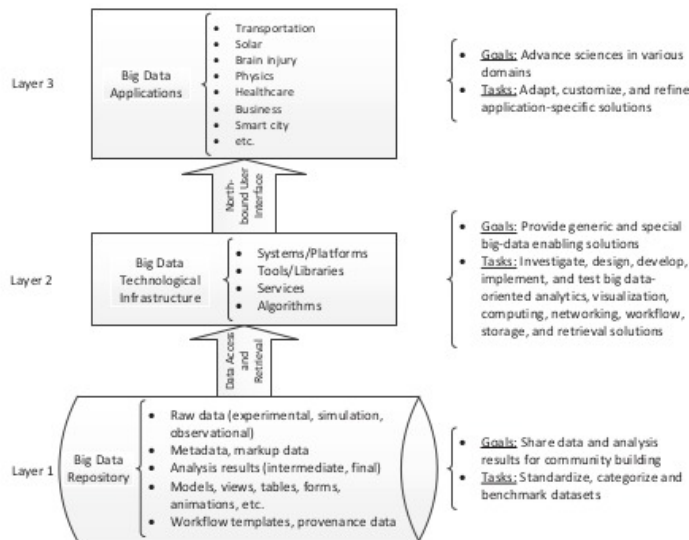 Layer 3
Big Data
Applications
• Transportation
• Solar
• Brain injury
• Physics
• Healthcare
• Business
• Smart city
• etc.
• Goals: Advance sciences in various
domains
• Tasks: Adapt, customize, and refine
application-specific solutions
North-
bound User
Interface
Layer 2
Big Data
Technological
Infrastructure
• Systems/Platforms
• Tools/Libraries
• Services
• Algorithms
• Goals: Provide generic and special
big-data enabling solutions
• Tasks: Investigate, design, develop,
implement, and test big data-
oriented analytics, visualization,
computing, networking, workflow,
storage, and retrieval solutions
Data Access
and
Retrieval
Layer 1
Big Data
Repository
• Raw data (experimental, simulation,
observational)
• Metadata, markup data
• Analysis results (intermediate, final)
• Models, views, tables, forms,
animations, etc.
• Workflow templates, provenance data
• Goals: Share data and analysis
results for community building
• Tasks: Standardize, categorize and
benchmark datasets